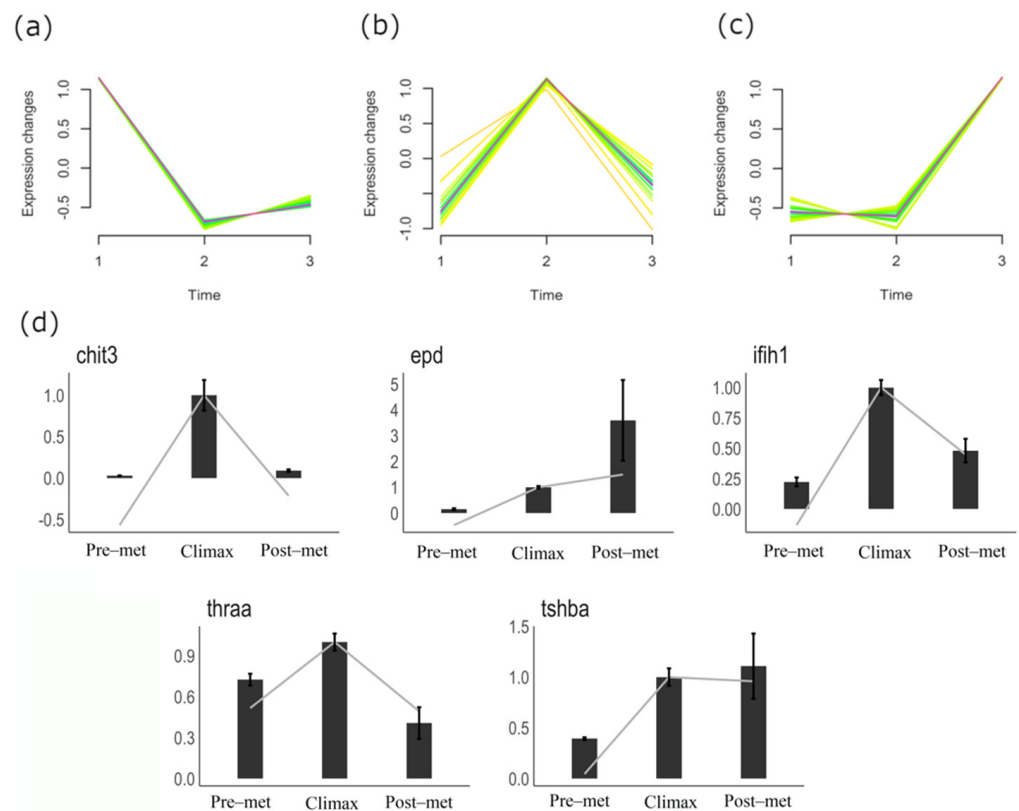 (a)
(b)
(c)
Expression changes
1.0
0.5
0.0
-0.5
1 2 3
Time
Expression changes
1.0
0.5
0.0
-1.0
1 2 3
Time
Expression changes
1.0
0.5
0.0
-0.5
1 2 3
Time
(d)
chit3
1.0
0.5
0.0
-0.5
Pre–met Climax Post–met
epd
5
4
3
2
1
0
Pre–met Climax Post–met
ifih1
1.00
0.75
0.50
0.25
0.00
Pre–met Climax Post–met
thraa
0.9
0.6
0.3
0.0
Pre–met Climax Post–met
tshba
1.5
1.0
0.5
0.0
Pre–met Climax Post–met